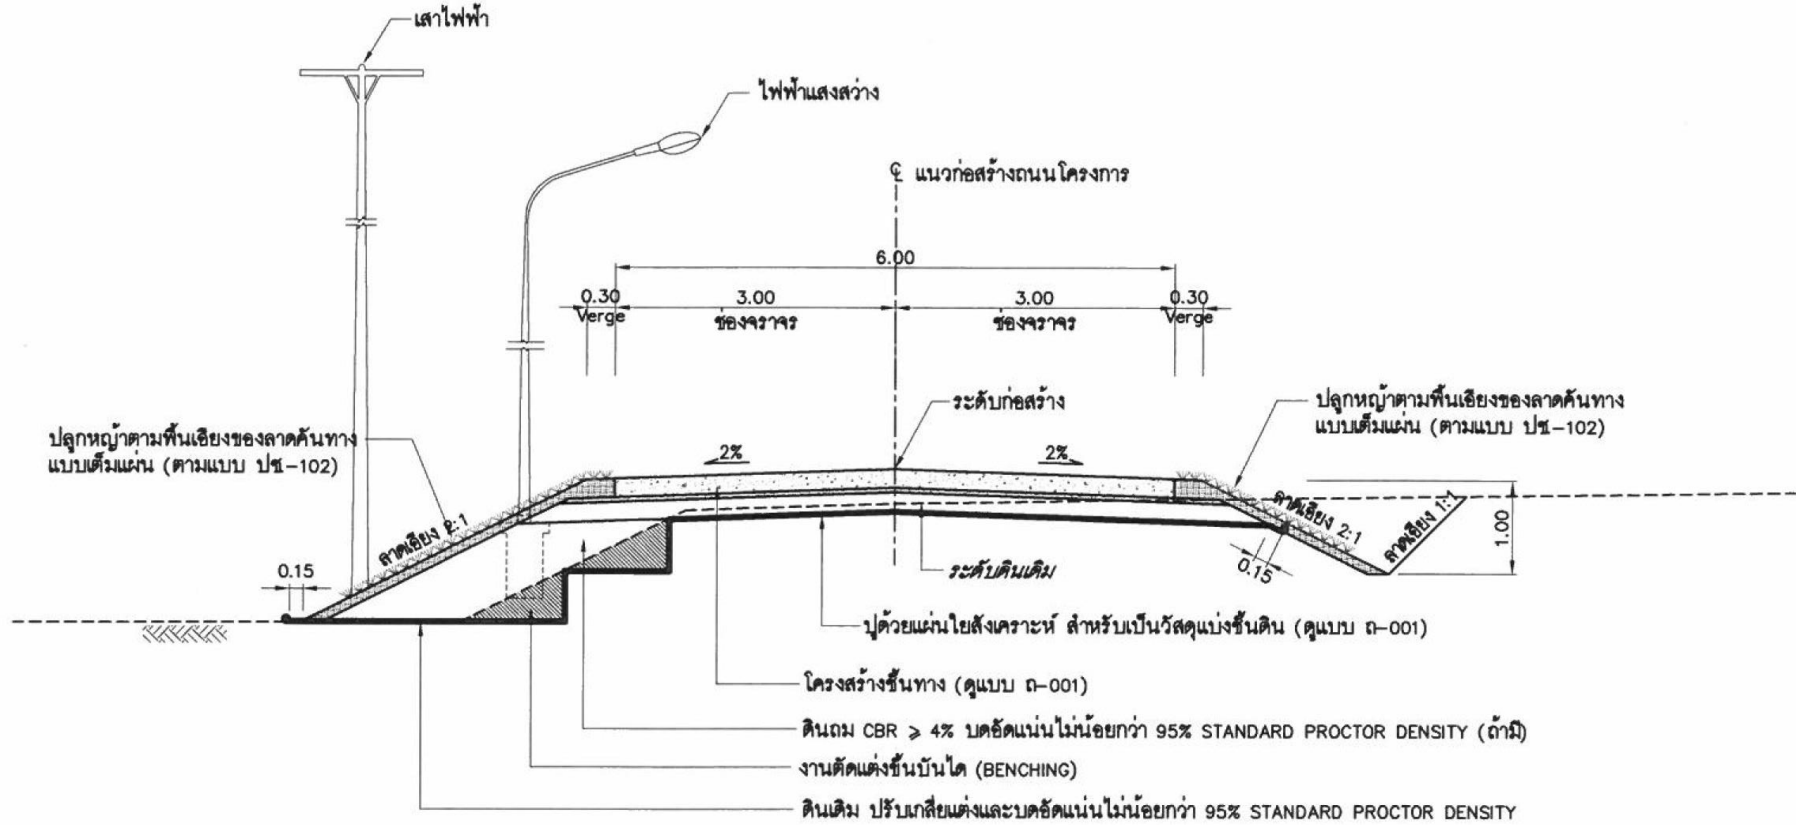 เสาไฟฟ้า
ไฟฟ้าแสงสว่าง
℄ แนวก่อสร้างถนนโครงการ
6.00
0.30 3.00 3.00 0.30
Verge ช่องจราจร ช่องจราจร Verge
ระดับก่อสร้าง
ปลูกหญ้าตามพื้นเอียงของลาดคันทาง
แบบเต็มแผ่น (ตามแบบ ปช-102)
ปลูกหญ้าตามพื้นเอียงของลาดคันทาง
แบบเต็มแผ่น (ตามแบบ ปช-102)
2% 2%
ลาดเอียง 2:1
ลาดเอียง 2:1
ลาดเอียง 1:1
1.00
0.15
0.15
ระดับดินเดิม
ปูด้วยแผ่นใยสังเคราะห์ สำหรับเป็นวัสดุแบ่งชั้นดิน (ดูแบบ ถ-001)
โครงสร้างชั้นทาง (ดูแบบ ถ-001)
ดินถม CBR ⩾ 4% บดอัดแน่นไม่น้อยกว่า 95% STANDARD PROCTOR DENSITY (ถ้ามี)
งานตัดแต่งขั้นบันได (BENCHING)
ดินเดิม ปรับเกลี่ยแต่งและบดอัดแน่นไม่น้อยกว่า 95% STANDARD PROCTOR DENSITY